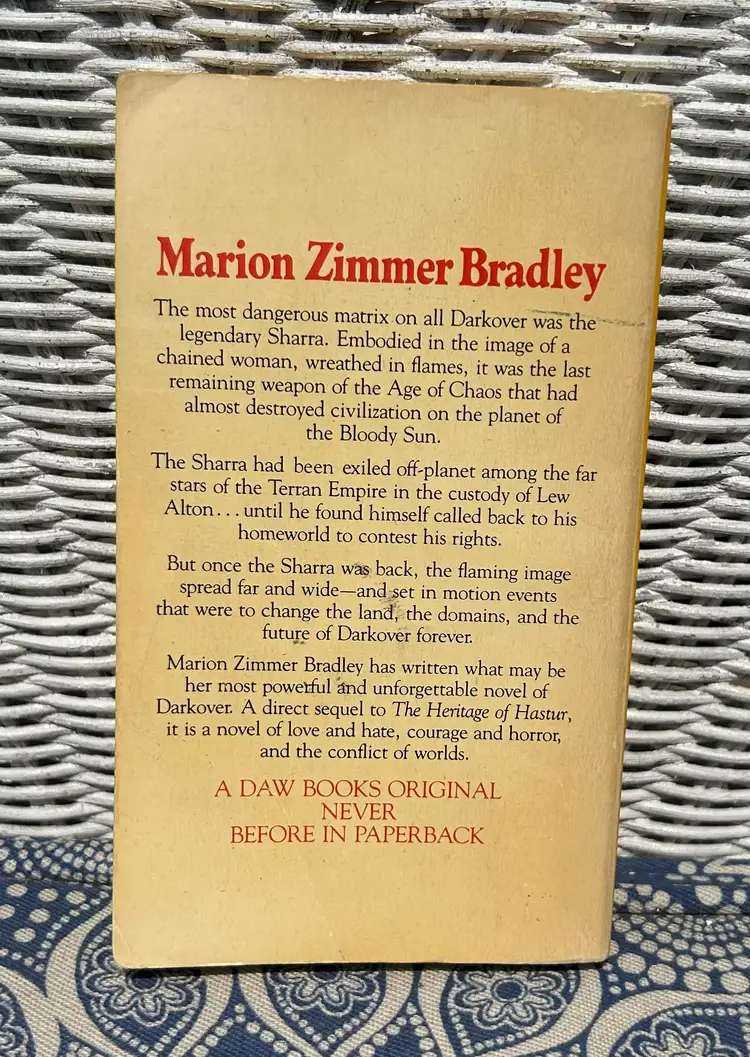 Marion Zimmer Bradley
The most dangerous matrix on all Darkover was the
legendary Sharra. Embodied in the image of a
chained woman, wreathed in flames, it was the last
remaining weapon of the Age of Chaos that had
almost destroyed civilization on the planet of
the Bloody Sun.
The Sharra had been exiled off-planet among the far
stars of the Terran Empire in the custody of Lew
Alton...until he found himself called back to his
homeworld to contest his rights.
But once the Sharra was back, the flaming image
spread far and wide—and set in motion events
that were to change the land, the domains, and the
future of Darkover forever.
Marion Zimmer Bradley has written what may be
her most powerful and unforgettable novel of
Darkover. A direct sequel to The Heritage of Hastur,
it is a novel of love and hate, courage and horror,
and the conflict of worlds.
A DAW BOOKS ORIGINAL
NEVER
BEFORE IN PAPERBACK